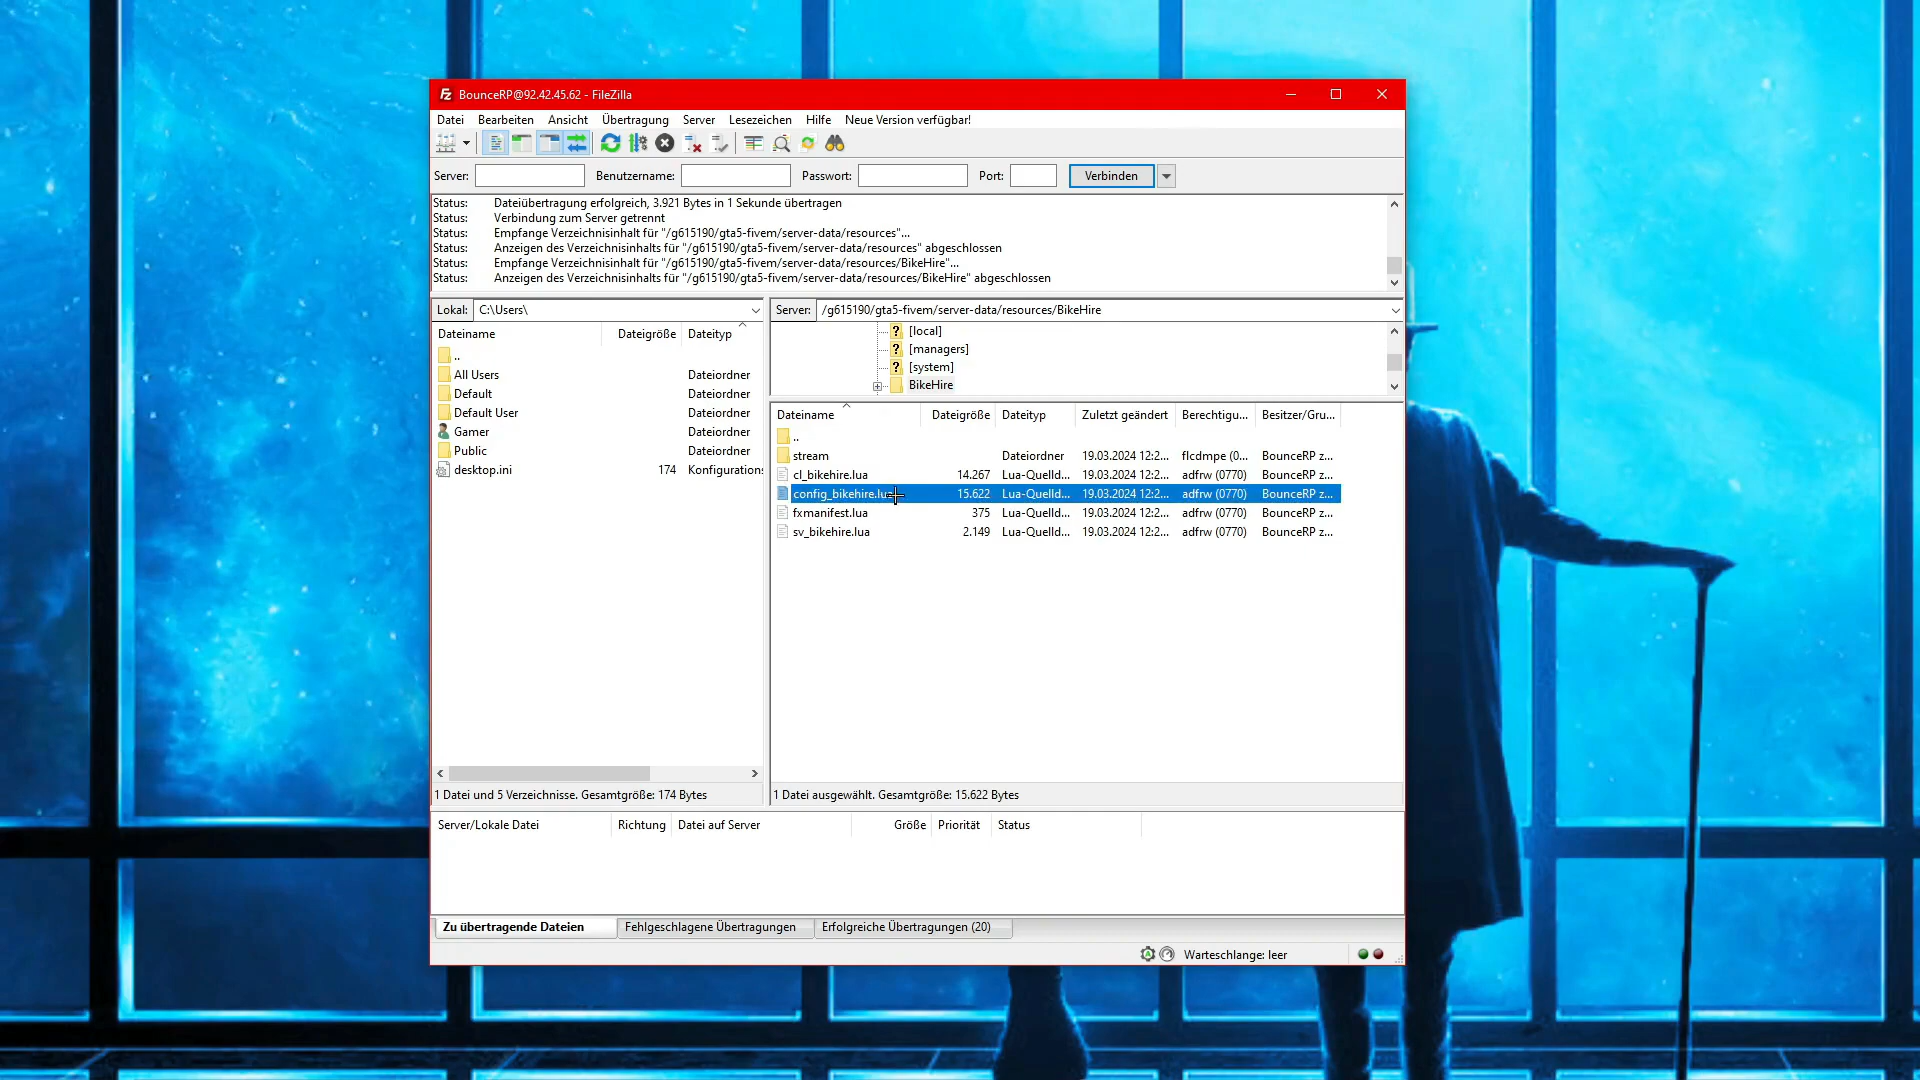 BounceRP@92.42.45.62 - FileZilla
Datei Bearbeiten Ansicht Übertragung Server Lesezeichen Hilfe Neue Version verfügbar!
Server: Benutzername: Passwort: Port: Verbinden
Status: Dateiübertragung erfolgreich, 3.921 Bytes in 1 Sekunde übertragen
Status: Verbindung zum Server getrennt
Status: Empfange Verzeichnisinhalt für "/g615190/gta5-fivem/server-data/resources"...
Status: Anzeigen des Verzeichnisinhalts für "/g615190/gta5-fivem/server-data/resources" abgeschlossen
Status: Empfange Verzeichnisinhalt für "/g615190/gta5-fivem/server-data/resources/BikeHire"...
Status: Anzeigen des Verzeichnisinhalts für "/g615190/gta5-fivem/server-data/resources/BikeHire" abgeschlossen
Lokal: C:\Users\
Dateiname Dateigröße Dateityp
..
All Users Dateiordner
Default Dateiordner
Default User Dateiordner
Gamer Dateiordner
Public Dateiordner
desktop.ini 174 Konfigurations
1 Datei und 5 Verzeichnisse. Gesamtgröße: 174 Bytes
Server: /g615190/gta5-fivem/server-data/resources/BikeHire
[local]
[managers]
[system]
BikeHire
Dateiname Dateigröße Dateityp Zuletzt geändert Berechtigu... Besitzer/Gru...
..
stream Dateiordner 19.03.2024 12:2... flcdmpe (0... BounceRP z...
cl_bikehire.lua 14.267 Lua-Quelld... 19.03.2024 12:2... adfrw (0770) BounceRP z...
config_bikehire.lua 15.622 Lua-Quelld... 19.03.2024 12:2... adfrw (0770) BounceRP z...
fxmanifest.lua 375 Lua-Quelld... 19.03.2024 12:2... adfrw (0770) BounceRP z...
sv_bikehire.lua 2.149 Lua-Quelld... 19.03.2024 12:2... adfrw (0770) BounceRP z...
1 Datei ausgewählt. Gesamtgröße: 15.622 Bytes
Server/Lokale Datei Richtung Datei auf Server Größe Priorität Status
Zu übertragende Dateien Fehlgeschlagene Übertragungen Erfolgreiche Übertragungen (20)
Warteschlange: leer